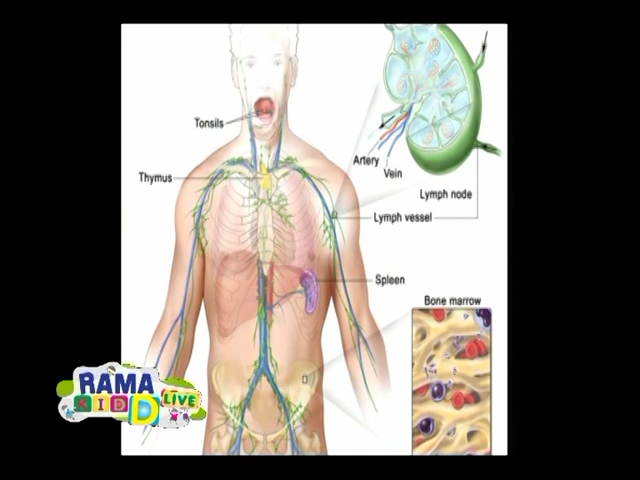 Tonsils
Thymus
Artery
Vein
Lymph node
Lymph vessel
Spleen
Bone marrow
RAMA
KIDD
LIVE